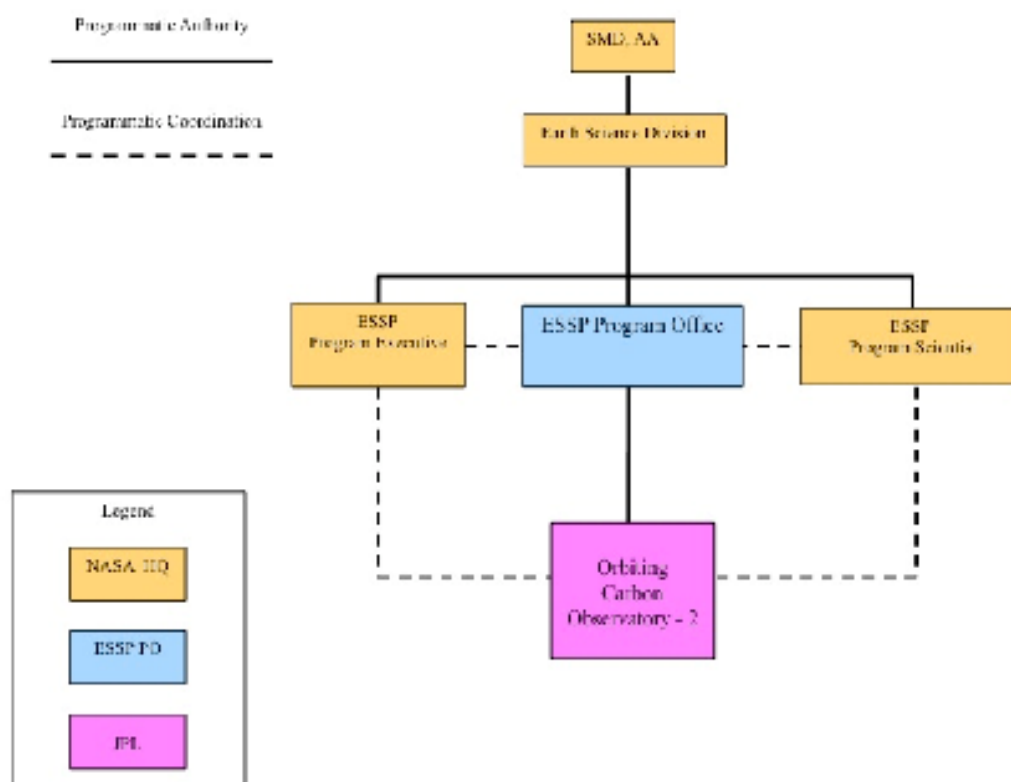 Programmatic Authority
Programmatic Coordination
SMD, AA
Earth Science Division
ESSP
Program Executive
ESSP Program Office
ESSP
Program Scientist
Orbiting
Carbon
Observatory – 2
Legend
NASA HQ
ESSP PO
JPL